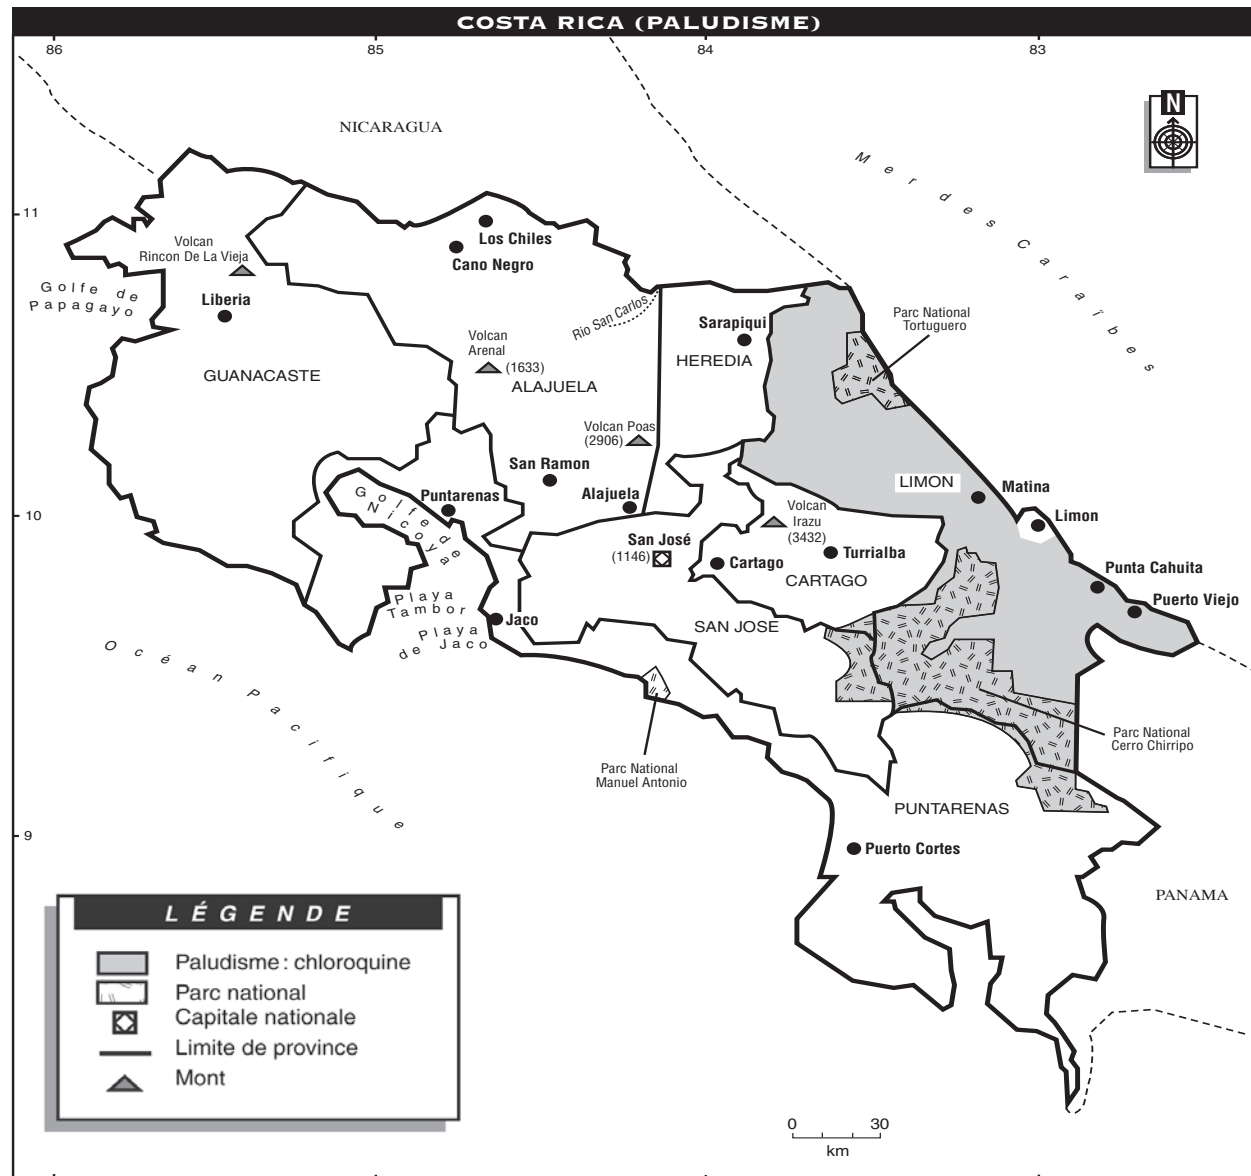 COSTA RICA (PALUDISME)
86
85
84
83
N
NICARAGUA
Mer des Caraïbes
11
Los Chiles
Cano Negro
Volcan
Rincon De La Vieja
Golfe de
Papagayo
Liberia
Rio San Carlos
Sarapiqui
Parc National
Tortuguero
Volcan
Arenal
(1633)
HEREDIA
GUANACASTE
ALAJUELA
Volcan Poas
(2906)
San Ramon
Alajuela
Puntarenas
Golfe de
Nicoya
LIMON
Matina
Limon
10
Volcan
Irazu
(3432)
San José
(1146)
Cartago
Turrialba
CARTAGO
Punta Cahuita
Puerto Viejo
Playa
Tambor
Jaco
Playa
de Jaco
SAN JOSE
Océan Pacifique
Parc National
Cerro Chirripo
Parc National
Manuel Antonio
PUNTARENAS
9
Puerto Cortes
PANAMA
LÉGENDE
Paludisme : chloroquine
Parc national
Capitale nationale
Limite de province
Mont
0 30
km